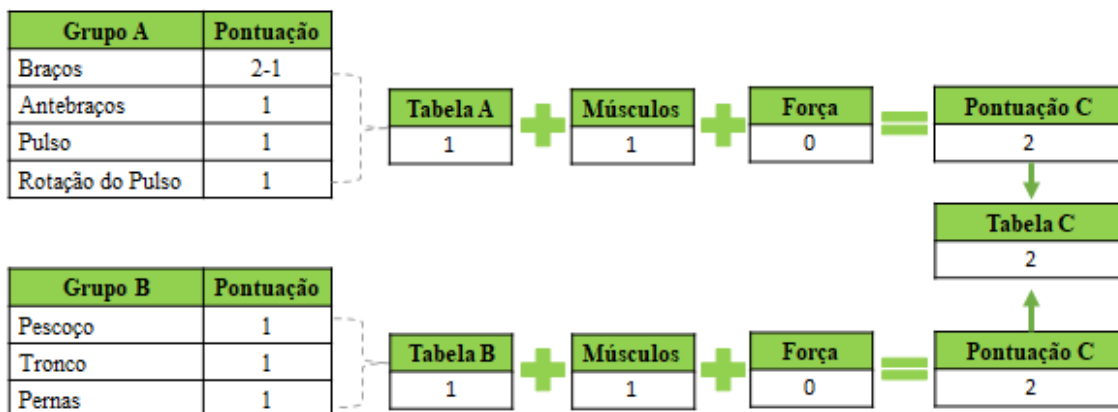 Grupo A Pontuação
Braços 2-1
Antebraços 1
Pulso 1
Rotação do Pulso 1
Tabela A Músculos Força Pontuação C
1 1 0 2
Tabela C
2
Grupo B Pontuação
Pescoço 1
Tronco 1
Pernas 1
Tabela B Músculos Força Pontuação C
1 1 0 2